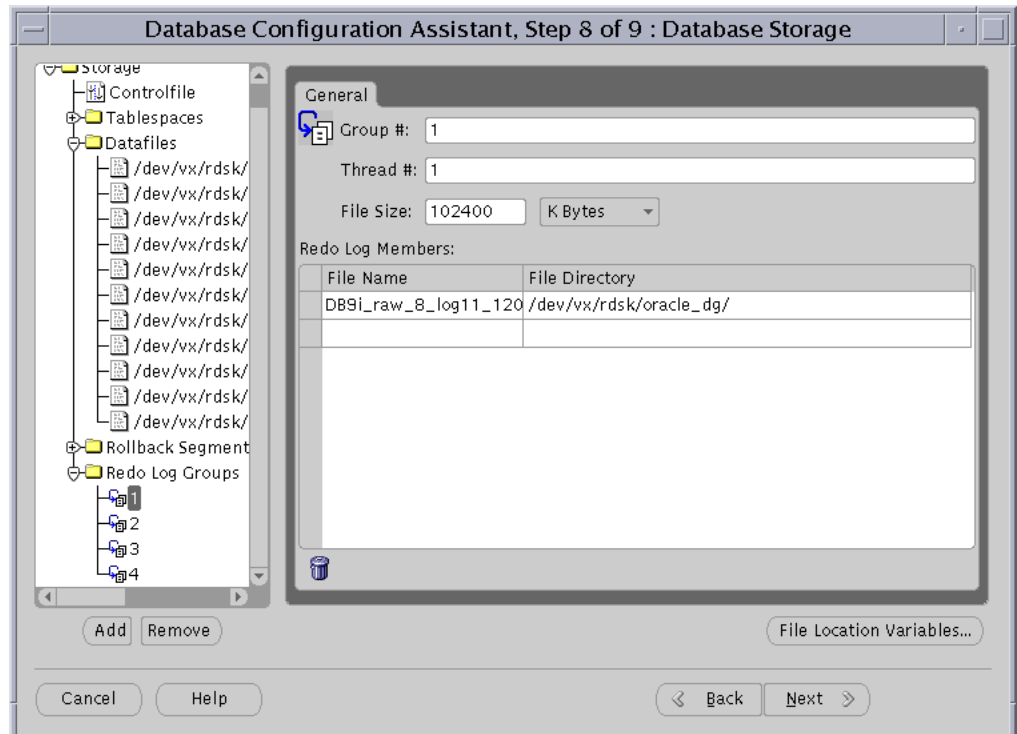 Database Configuration Assistant, Step 8 of 9 : Database Storage
Storage
Controlfile
Tablespaces
Datafiles
/dev/vx/rdsk/
/dev/vx/rdsk/
/dev/vx/rdsk/
/dev/vx/rdsk/
/dev/vx/rdsk/
/dev/vx/rdsk/
/dev/vx/rdsk/
/dev/vx/rdsk/
/dev/vx/rdsk/
/dev/vx/rdsk/
/dev/vx/rdsk/
Rollback Segment
Redo Log Groups
1
2
3
4
Add Remove
General
Group #: 1
Thread #: 1
File Size: 102400 K Bytes
Redo Log Members:
File Name File Directory
DB9i_raw_8_log11_120 /dev/vx/rdsk/oracle_dg/
File Location Variables...
Cancel Help Back Next